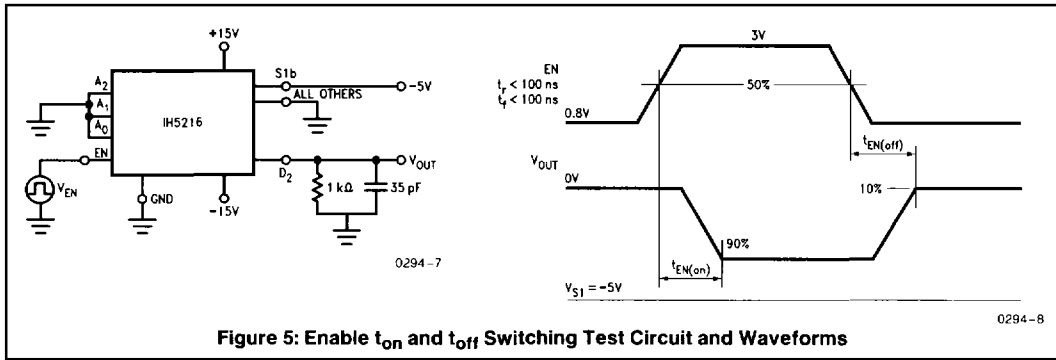 +15V
S1b
-5V
A2
ALL OTHERS
A1
IH5216
A0
EN
D2
VOUT
VEN
1 kΩ
35 pF
GND
-15V
0294-7
3V
EN
tr < 100 ns
tf < 100 ns
50%
0.8V
tEN(off)
VOUT
0V
10%
90%
tEN(on)
VS1 = -5V
0294-8
Figure 5: Enable ton and toff Switching Test Circuit and Waveforms